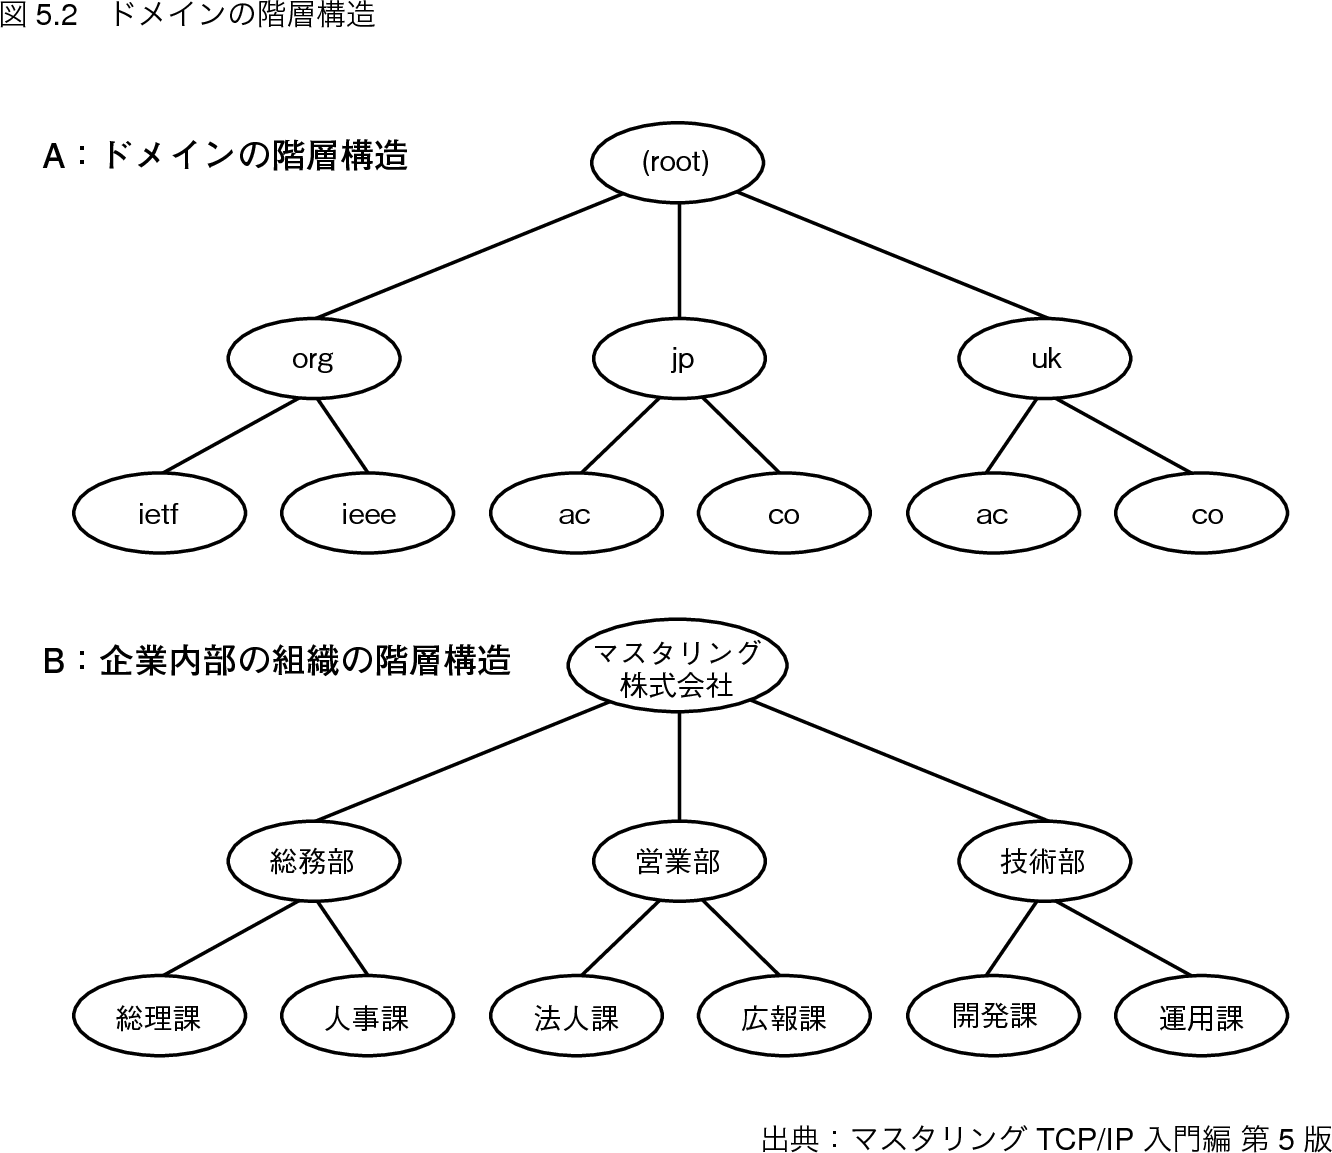 図 5.2　ドメインの階層構造
A：ドメインの階層構造
(root)
org
jp
uk
ietf
ieee
ac
co
ac
co
B：企業内部の組織の階層構造
マスタリング
株式会社
総務部
営業部
技術部
総理課
人事課
法人課
広報課
開発課
運用課
出典：マスタリング TCP/IP 入門編 第 5 版